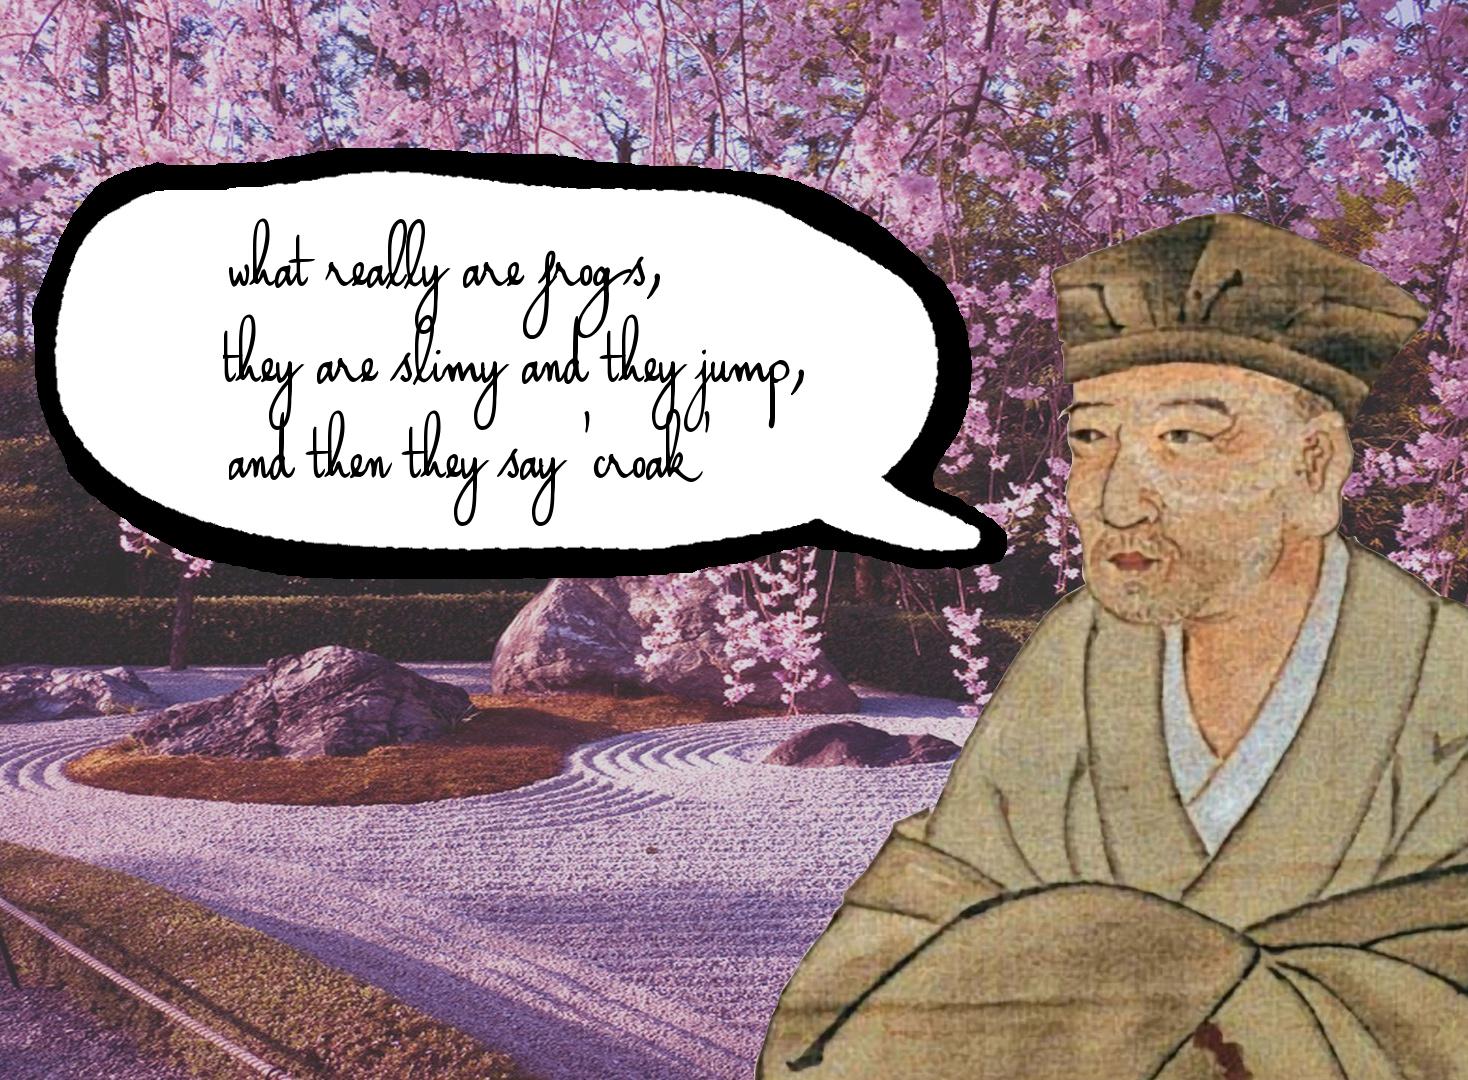 what really are frogs,
they are slimy and they jump,
and then they say 'croak'